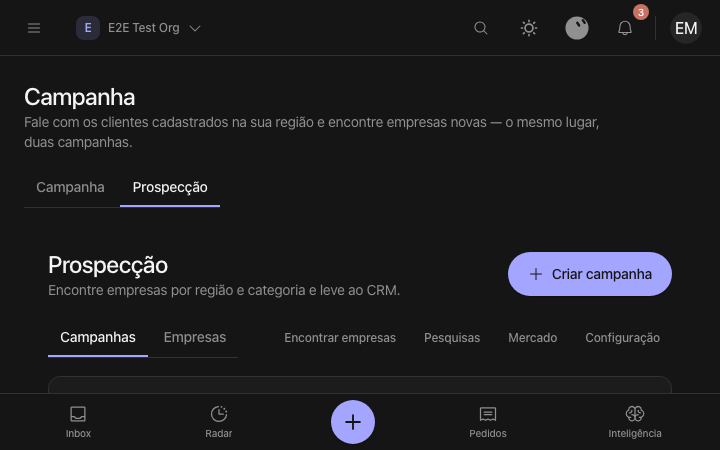 E
E2E Test Org
3
EM
Campanha
Fale com os clientes cadastrados na sua região e encontre empresas novas — o mesmo lugar,
duas campanhas.
Campanha
Prospecção
Prospecção
Criar campanha
Encontre empresas por região e categoria e leve ao CRM.
Campanhas
Empresas
Encontrar empresas
Pesquisas
Mercado
Configuração
Inbox
Radar
Pedidos
Inteligência